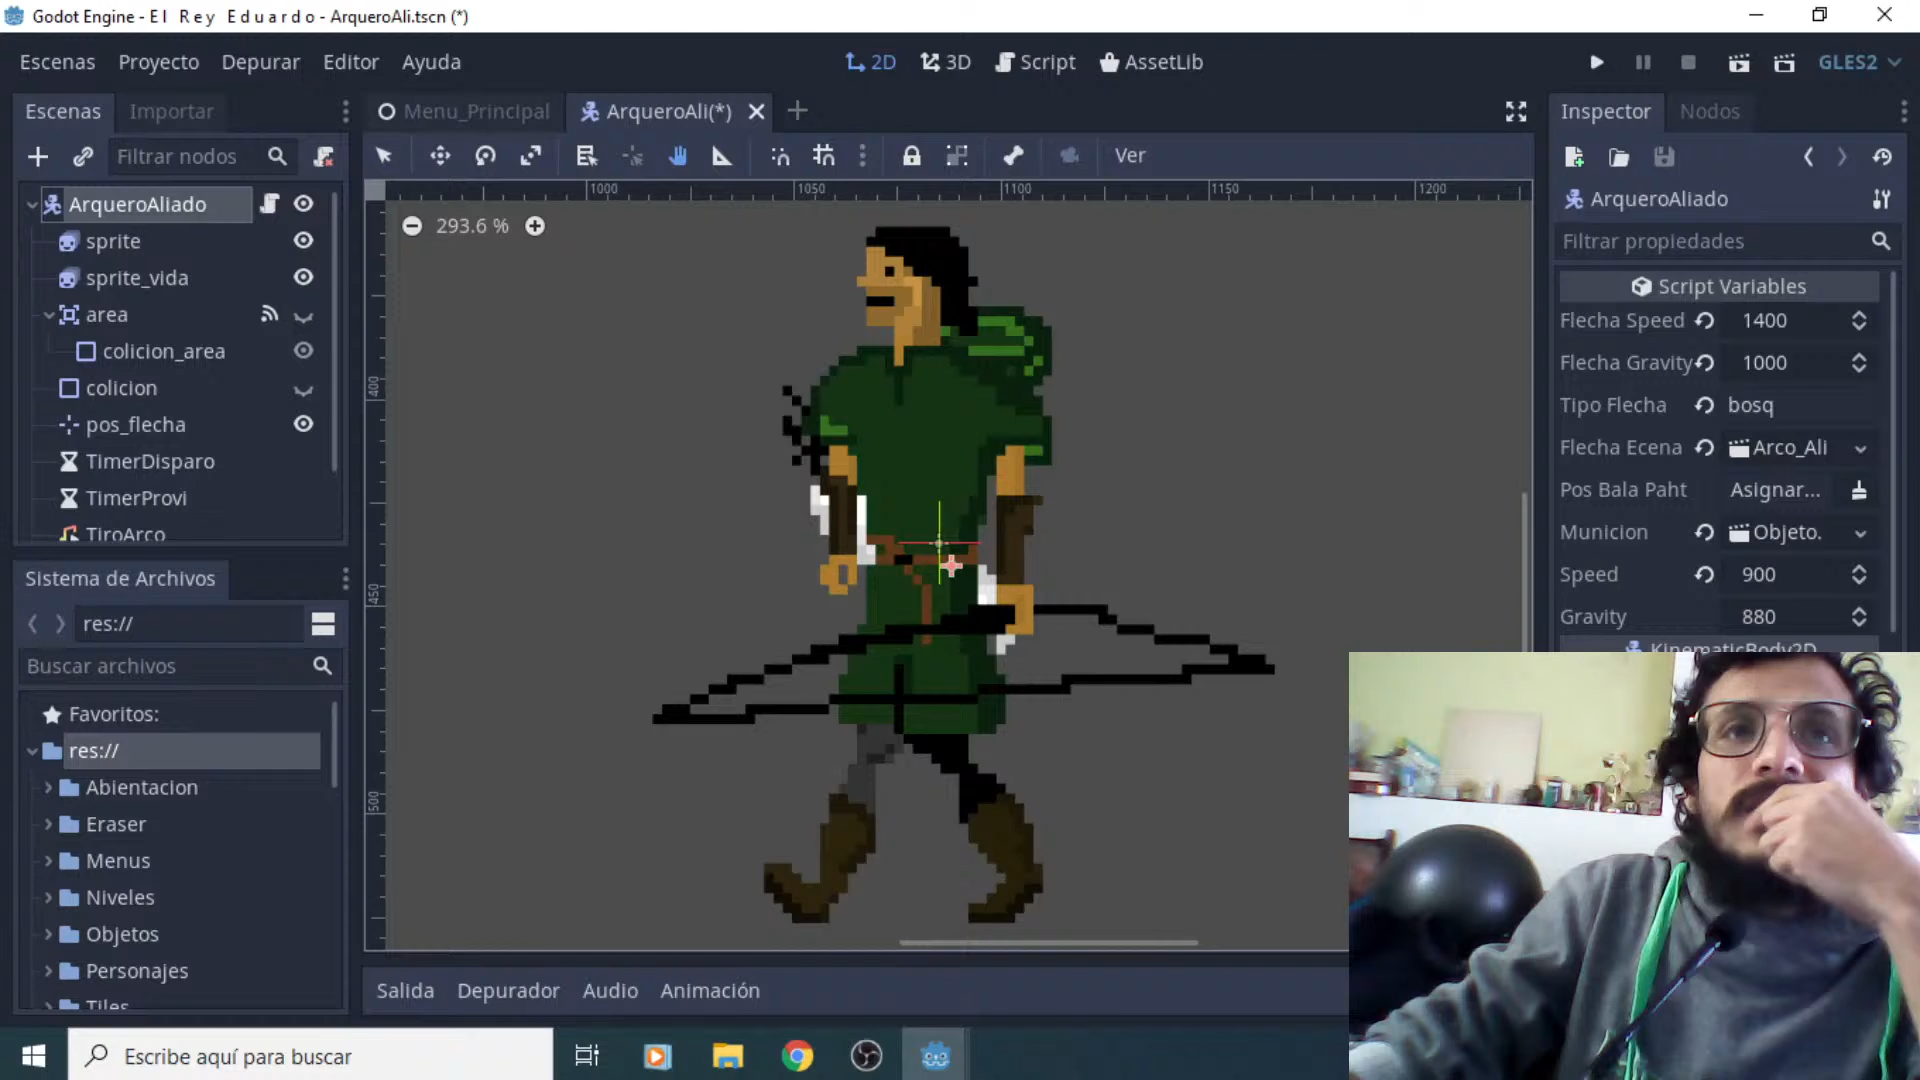 Godot Engine - El Rey Eduardo - ArqueroAli.tscn (*)
Escenas Proyecto Depurar Editor Ayuda
2D 3D Script AssetLib
GLES2
Escenas Importar
Menu_Principal ArqueroAli(*)
Inspector Nodos
Filtrar nodos
Ver
ArqueroAliado
sprite
sprite_vida
area
colicion_area
colicion
pos_flecha
TimerDisparo
TimerProvi
TiroArco
1000 1050 1100 1150 1200
293.6 %
400
450
500
ArqueroAliado
Filtrar propiedades
Script Variables
Flecha Speed 1400
Flecha Gravity 1000
Tipo Flecha bosq
Flecha Ecena Arco_Ali
Pos Bala Paht Asignar...
Municion Objeto.
Speed 900
Gravity 880
KinematicBody2D
Sistema de Archivos
res://
Buscar archivos
Favoritos:
res://
Abientacion
Eraser
Menus
Niveles
Objetos
Personajes
Tiles
Salida Depurador Audio Animación
Escribe aquí para buscar